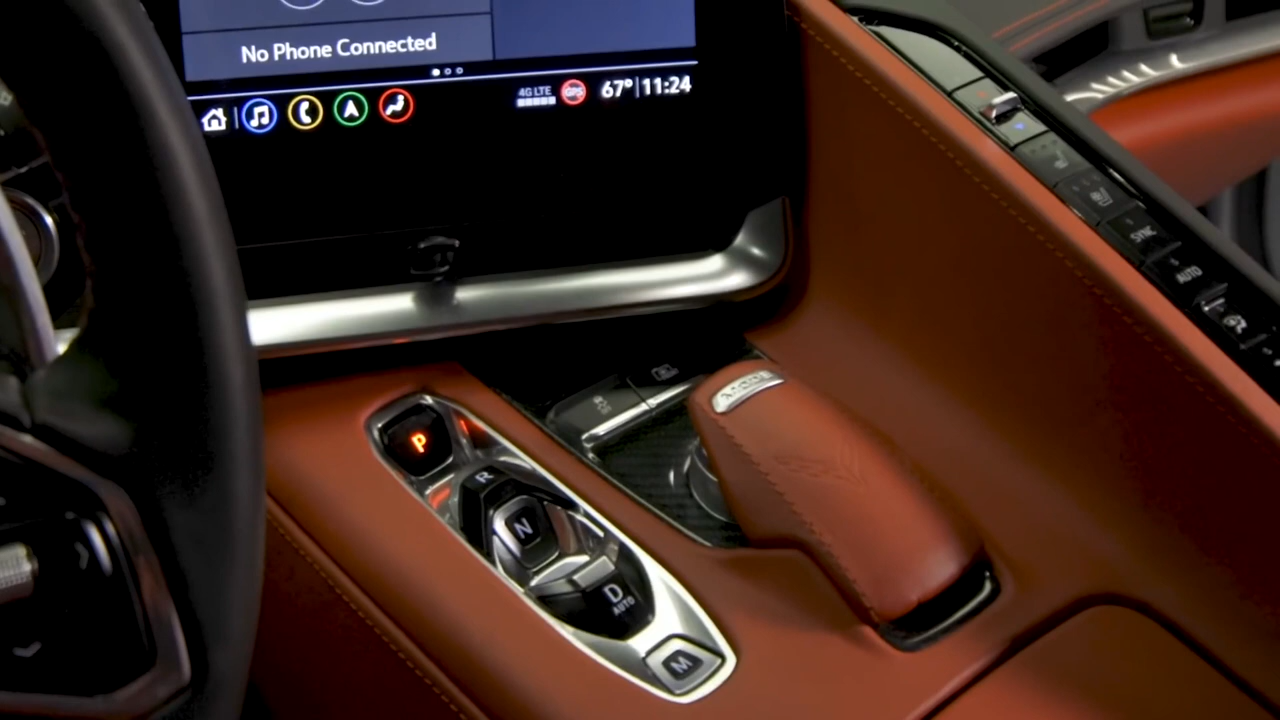 No Phone Connected
4G LTE
GPS
67° 11:24
P
R
N
D
AUTO
M
SYNC
AUTO